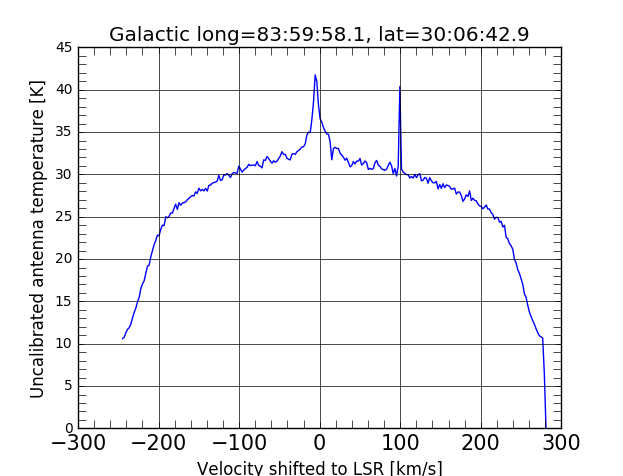 Galactic long=83:59:58.1, lat=30:06:42.9
45
40
35
30
25
20
15
10
5
0
Uncalibrated antenna temperature [K]
−300 −200 −100 0 100 200 300
Velocity shifted to LSR [km/s]